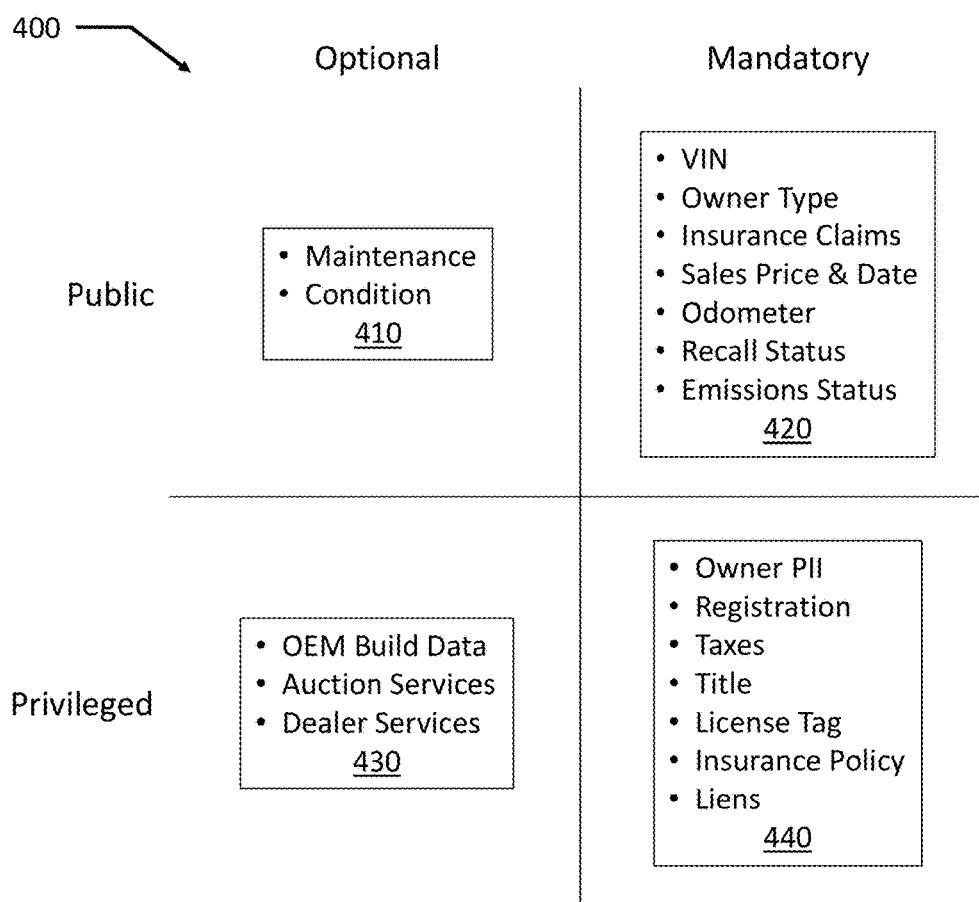 400
Optional
Mandatory
Public
• Maintenance
• Condition
410
• VIN
• Owner Type
• Insurance Claims
• Sales Price & Date
• Odometer
• Recall Status
• Emissions Status
420
Privileged
• OEM Build Data
• Auction Services
• Dealer Services
430
• Owner PII
• Registration
• Taxes
• Title
• License Tag
• Insurance Policy
• Liens
440